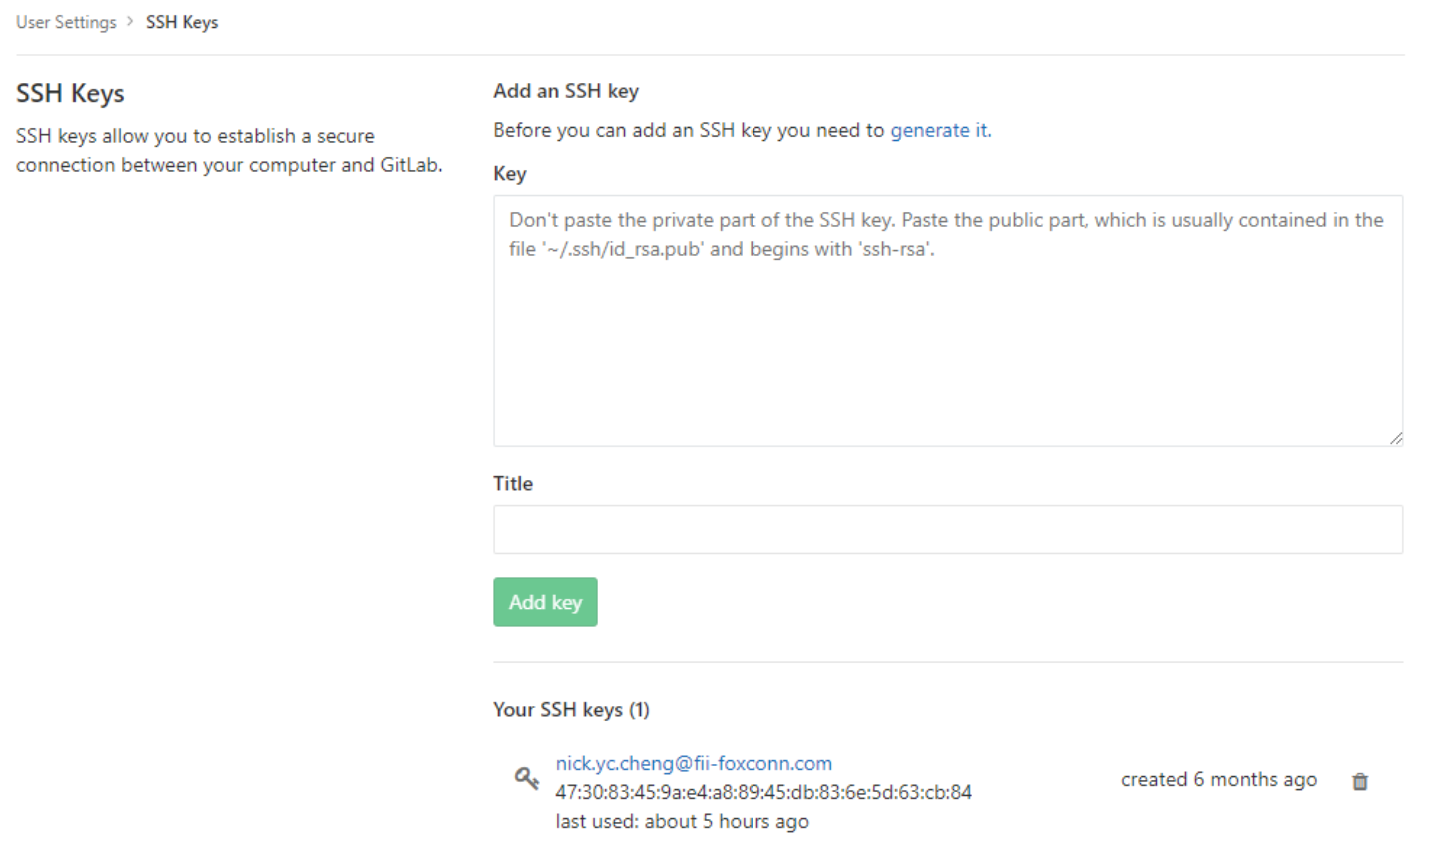 User Settings > SSH Keys
SSH Keys
SSH keys allow you to establish a secure
connection between your computer and GitLab.
Add an SSH key
Before you can add an SSH key you need to generate it.
Key
Don't paste the private part of the SSH key. Paste the public part, which is usually contained in the
file '~/.ssh/id_rsa.pub' and begins with 'ssh-rsa'.
Title
Add key
Your SSH keys (1)
nick.yc.cheng@fii-foxconn.com
47:30:83:45:9a:e4:a8:89:45:db:83:6e:5d:63:cb:84
last used: about 5 hours ago
created 6 months ago